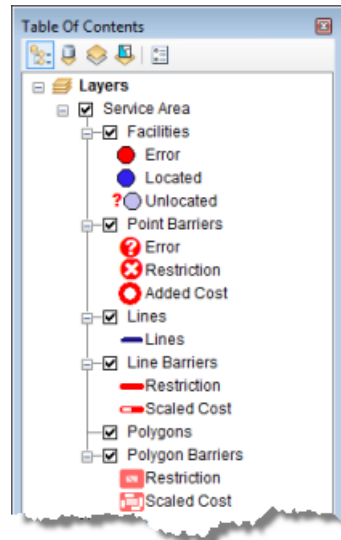 Table Of Contents
Layers
Service Area
Facilities
Error
Located
?Unlocated
Point Barriers
? Error
Restriction
Added Cost
Lines
Lines
Line Barriers
Restriction
Scaled Cost
Polygons
Polygon Barriers
Restriction
Scaled Cost